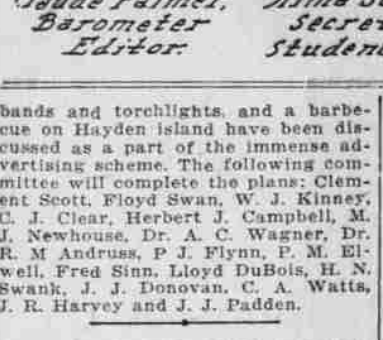 Palmer,
Barometer
Editor.
secre
studen
bands and torchlights, and a barbe-
cue on Hayden island have been dis-
cussed as a part of the immense ad-
vertising scheme. The following com-
mittee will complete the plans: Clem-
ent Scott, Floyd Swan, W. J. Kinney,
C. J. Clear, Herbert J. Campbell, M.
J. Newhouse, Dr. A. C. Wagner, Dr.
R. M Andruss, P J. Flynn, P. M. El-
well, Fred Sinn, Lloyd DuBois, H. N.
Swank, J. J. Donovan, C. A. Watts,
J. R. Harvey and J. J. Padden.